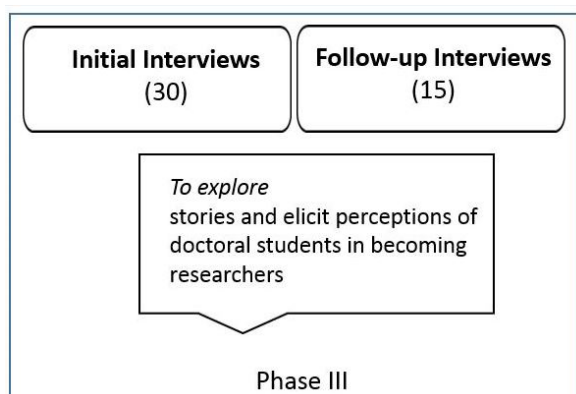 Initial Interviews
(30)
Follow-up Interviews
(15)
To explore
stories and elicit perceptions of
doctoral students in becoming
researchers
Phase III